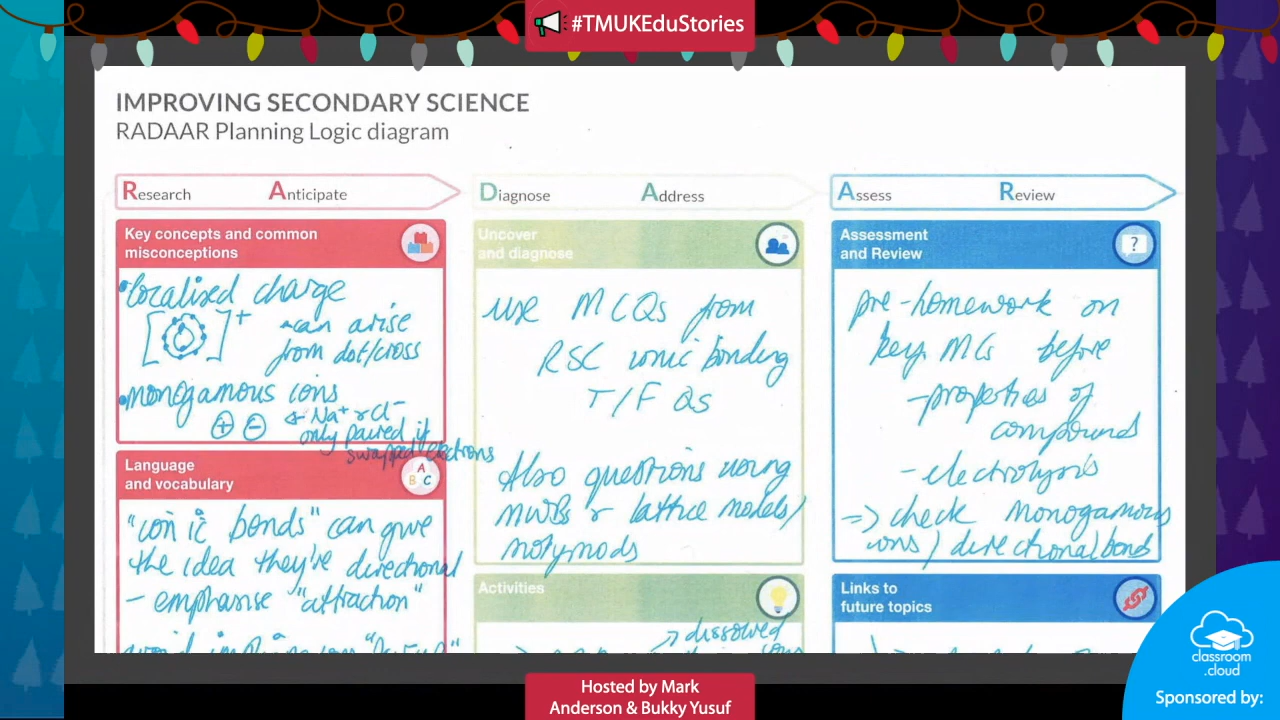 #TMUKEduStories
IMPROVING SECONDARY SCIENCE
RADAAR Planning Logic diagram
Research Anticipate
Key concepts and common
misconceptions
• localised charge
+ can arise
from dot/cross
• monogamous ions
+ − Na+ & Cl−
only paired if
swapped electrons
Language
and vocabulary
A
B C
"ionic bonds" can give
the idea they're directional
– emphasise "attraction"
Diagnose Address
Uncover
and diagnose
use MCQs from
RSC ionic bonding
T/F Qs
Also questions using
MWBs & lattice models/
molymods
Activities
→ dissolved
ions
Assess Review
Assessment
and Review
?
pre-homework on
key MCs before
-properties of
compounds
- electrolysis
=> check monogamous
ions / directional bonds
Links to
future topics
Hosted by Mark
Anderson & Bukky Yusuf
classroom
.cloud
Sponsored by: